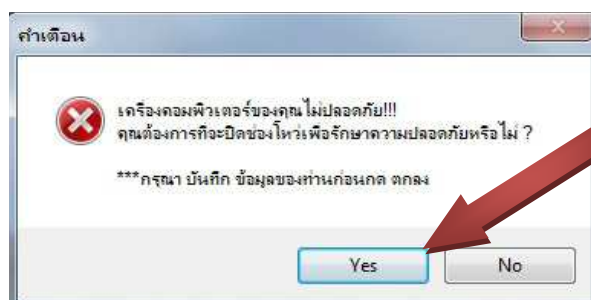 คำเตือน
เครื่องคอมพิวเตอร์ของคุณไม่ปลอดภัย!!!
คุณต้องการที่จะปิดช่องโหว่เพื่อรักษาความปลอดภัยหรือไม่ ?
***กรุณา บันทึก ข้อมูลของท่านก่อนกด ตกลง
Yes
No